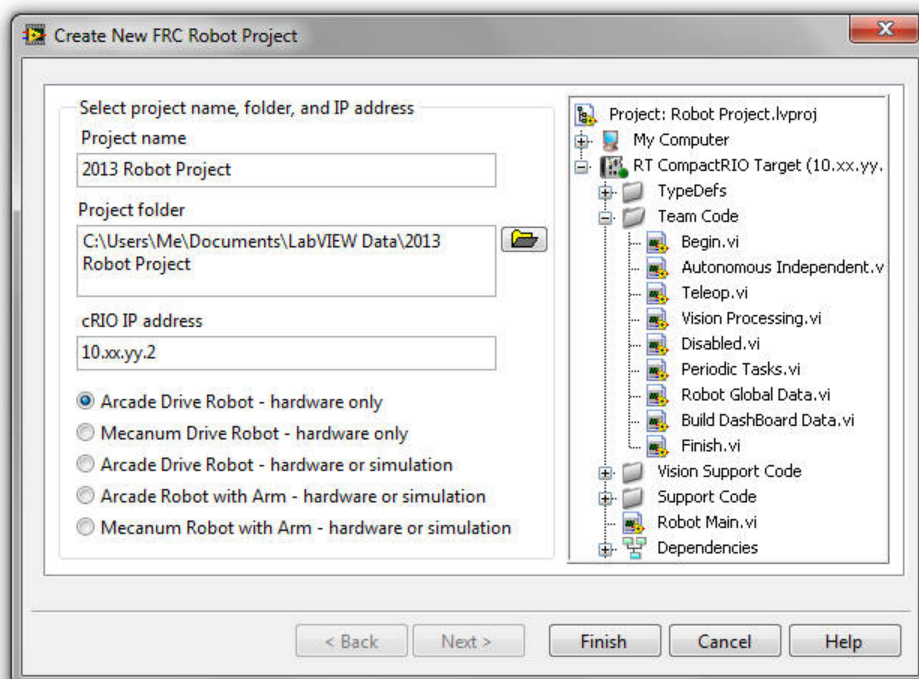 Create New FRC Robot Project
Select project name, folder, and IP address
Project name
2013 Robot Project
Project folder
C:\Users\Me\Documents\LabVIEW Data\2013
Robot Project
cRIO IP address
10.xx.yy.2
Arcade Drive Robot - hardware only
Mecanum Drive Robot - hardware only
Arcade Drive Robot - hardware or simulation
Arcade Robot with Arm - hardware or simulation
Mecanum Robot with Arm - hardware or simulation
Project: Robot Project.lvproj
My Computer
RT CompactRIO Target (10.xx.yy.
TypeDefs
Team Code
Begin.vi
Autonomous Independent.v
Teleop.vi
Vision Processing.vi
Disabled.vi
Periodic Tasks.vi
Robot Global Data.vi
Build DashBoard Data.vi
Finish.vi
Vision Support Code
Support Code
Robot Main.vi
Dependencies
< Back
Next >
Finish
Cancel
Help